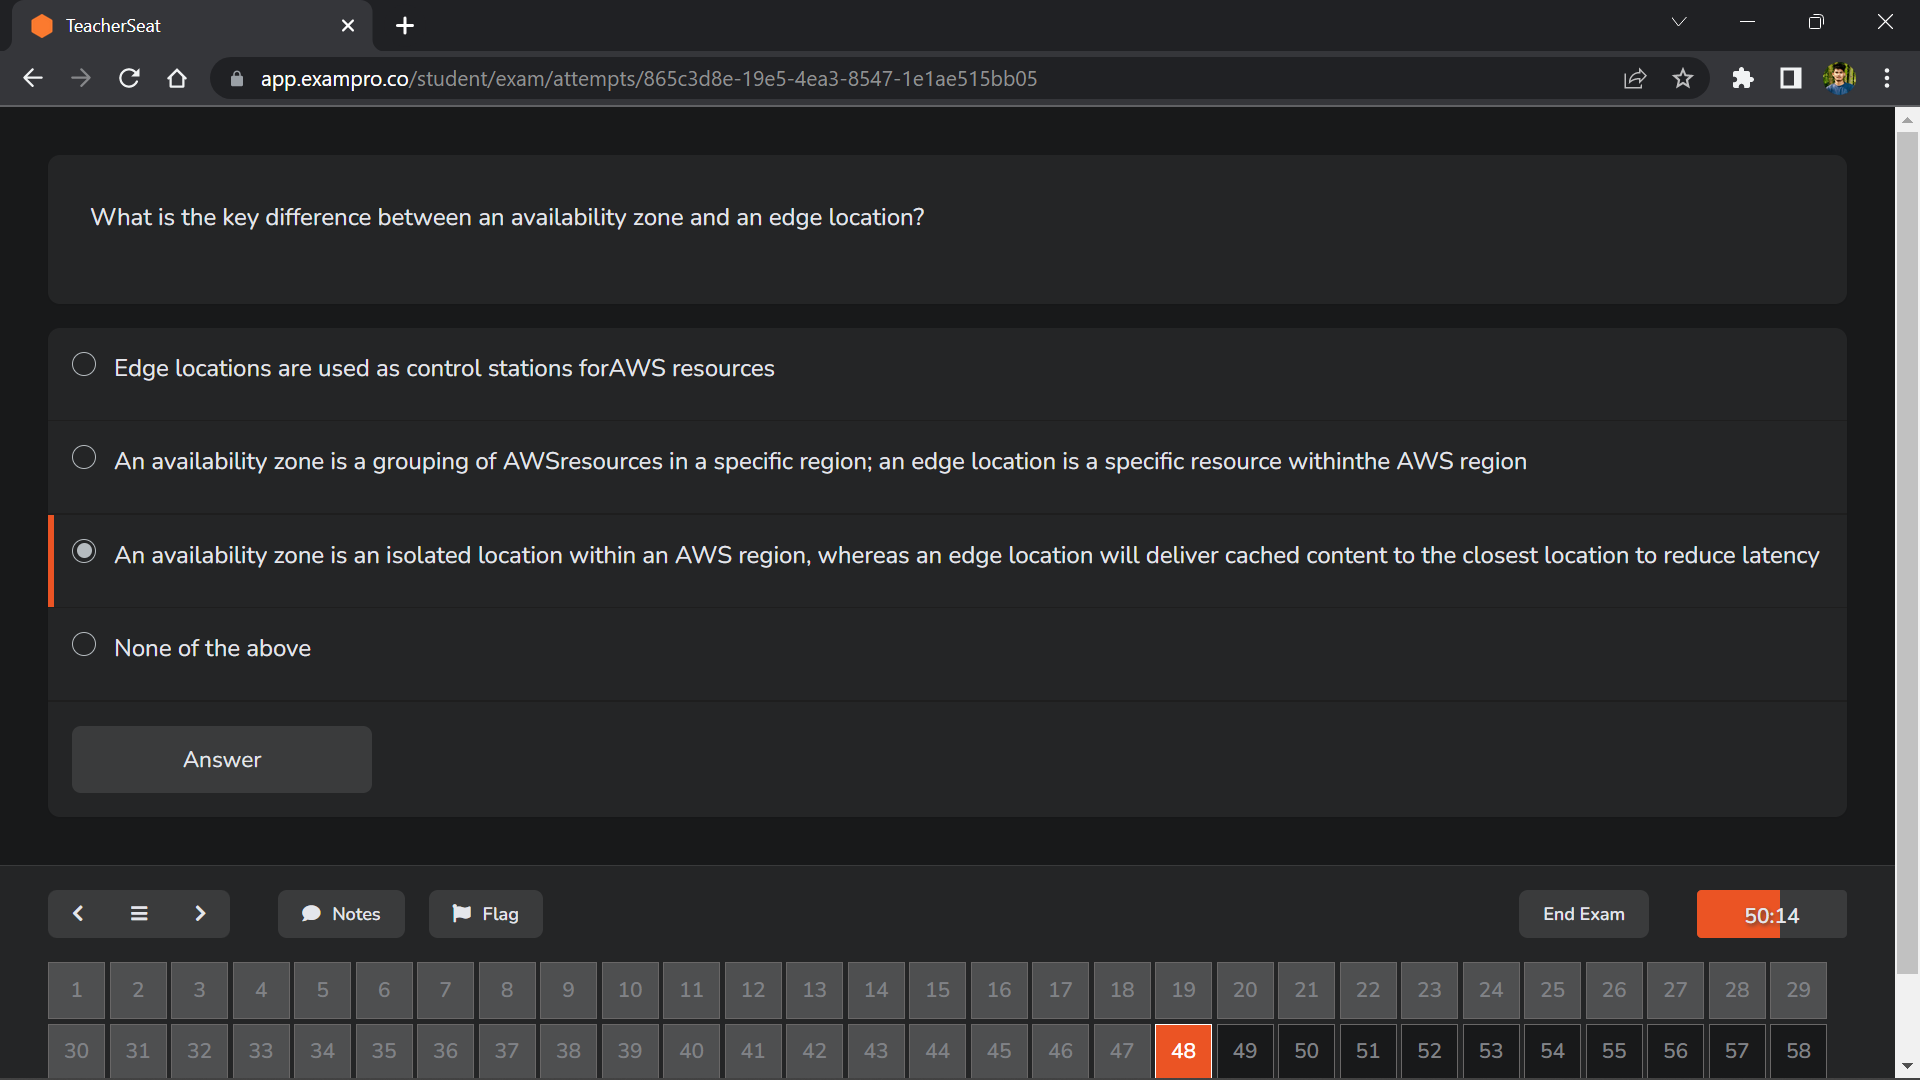 TeacherSeat
app.exampro.co/student/exam/attempts/865c3d8e-19e5-4ea3-8547-1e1ae515bb05
What is the key difference between an availability zone and an edge location?
Edge locations are used as control stations forAWS resources
An availability zone is a grouping of AWSresources in a specific region; an edge location is a specific resource withinthe AWS region
An availability zone is an isolated location within an AWS region, whereas an edge location will deliver cached content to the closest location to reduce latency
None of the above
Answer
Notes Flag End Exam 50:14
1 2 3 4 5 6 7 8 9 10 11 12 13 14 15 16 17 18 19 20 21 22 23 24 25 26 27 28 29
30 31 32 33 34 35 36 37 38 39 40 41 42 43 44 45 46 47 48 49 50 51 52 53 54 55 56 57 58